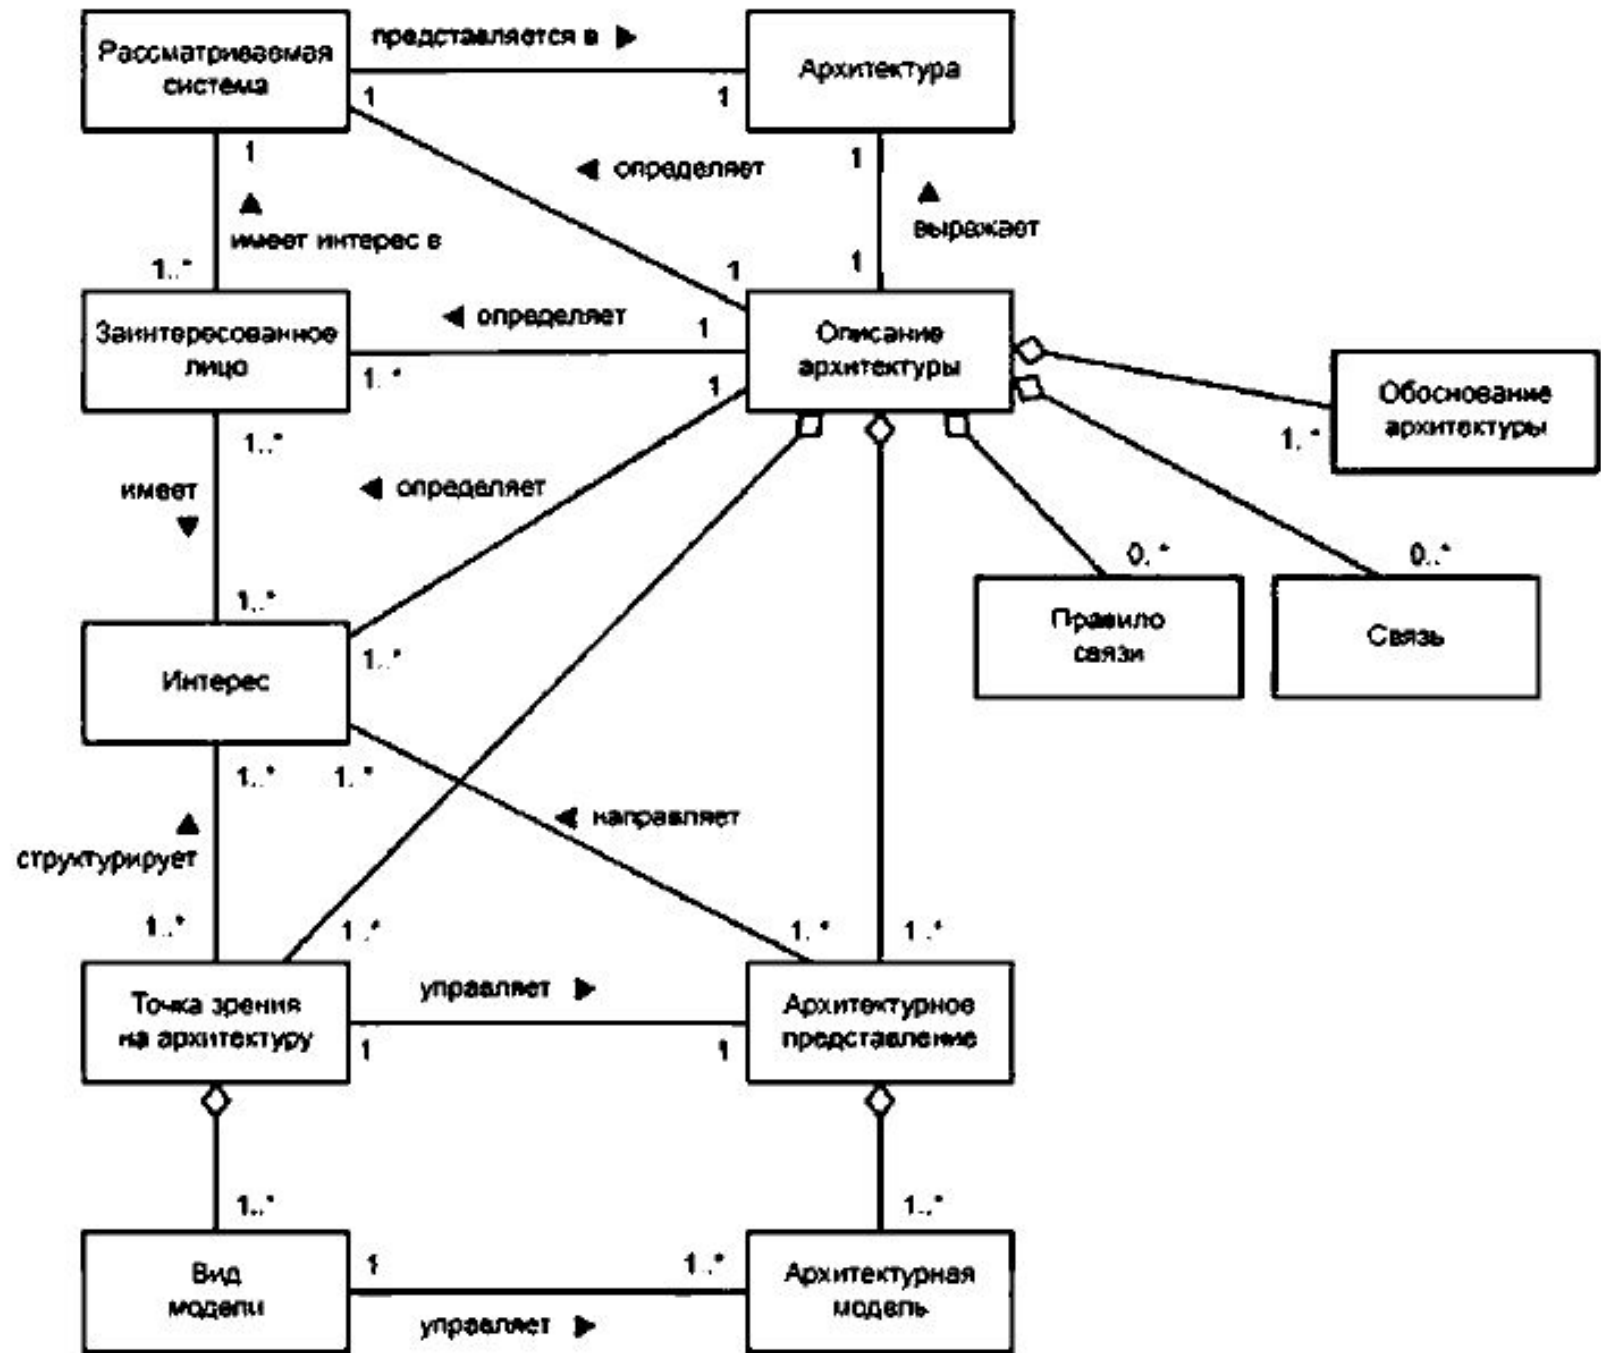 Рассматриваемая
система
представляется в ►
Архитектура
1
1
1
◄ определяет
1
▲
имеет интерес в
▲
выражает
1..*
1
1
Заинтересованное
лицо
◄ определяет
1
Описание
архитектуры
1..*
1
Обоснование
архитектуры
1..*
1..*
имеет
▼
◄ определяет
0..*
0..*
1..*
Правило
связи
Связь
1..*
Интерес
1..*
1..*
▲
структурирует
◄ направляет
1..*
1..*
1..*
1..*
Точка зрения
на архитектуру
управляет ►
Архитектурное
представление
1
1
1..*
1..*
Вид
модели
1
1..*
Архитектурная
модель
управляет ►